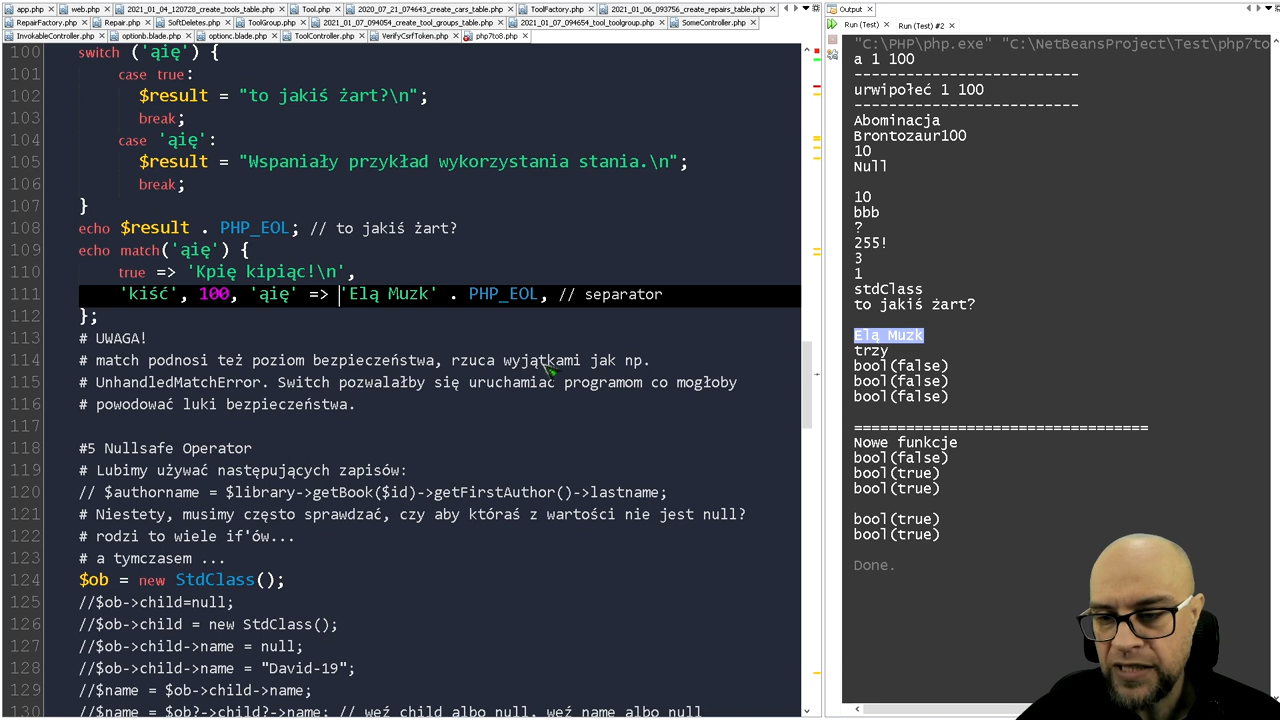 app.php web.php 2021_01_04_120728_create_tools_table.php Tool.php 2020_07_21_074643_create_cars_table.php ToolFactory.php 2021_01_06_093756_create_repairs_table.php
RepairFactory.php Repair.php SoftDeletes.php ToolGroup.php 2021_01_07_094054_create_tool_groups_table.php 2021_01_07_094654_tool_toolgroup.php SomeController.php
InvokableController.php optionb.blade.php optionc.blade.php ToolController.php VerifyCsrfToken.php php7to8.php
100 switch ('ąię') {
101 case true:
102 $result = "to jakiś żart?\n";
103 break;
104 case 'ąię':
105 $result = "Wspaniały przykład wykorzystania stania.\n";
106 break;
107 }
108 echo $result . PHP_EOL; // to jakiś żart?
109 echo match('ąię') {
110 true => 'Kpię kipiąc!\n',
111 'kiść', 100, 'ąię' => 'Elą Muzk' . PHP_EOL, // separator
112 };
113 # UWAGA!
114 # match podnosi też poziom bezpieczeństwa, rzuca wyjątkami jak np.
115 # UnhandledMatchError. Switch pozwalałby się uruchamiać programom co mogłoby
116 # powodować luki bezpieczeństwa.
117
118 #5 Nullsafe Operator
119 # Lubimy używać następujących zapisów:
120 // $authorname = $library->getBook($id)->getFirstAuthor()->lastname;
121 # Niestety, musimy często sprawdzać, czy aby któraś z wartości nie jest null?
122 # rodzi to wiele if'ów...
123 # a tymczasem ...
124 $ob = new StdClass();
125 //$ob->child=null;
126 //$ob->child = new StdClass();
127 //$ob->child->name = null;
128 //$ob->child->name = "David-19";
129 //$name = $ob->child->name;
130 //$name = $ob?->child?->name; // weź child albo null, weź name albo null
Output
Run (Test) Run (Test) #2
"C:\PHP\php.exe" "C:\NetBeansProject\Test\php7to
a 1 100
--------------------------
urwipołeć 1 100
--------------------------
Abominacja
Brontozaur100
10
Null
10
bbb
?
255!
3
1
stdClass
to jakiś żart?
Elą Muzk
trzy
bool(false)
bool(false)
bool(false)
==================================
Nowe funkcje
bool(false)
bool(true)
bool(true)
bool(true)
bool(true)
Done.